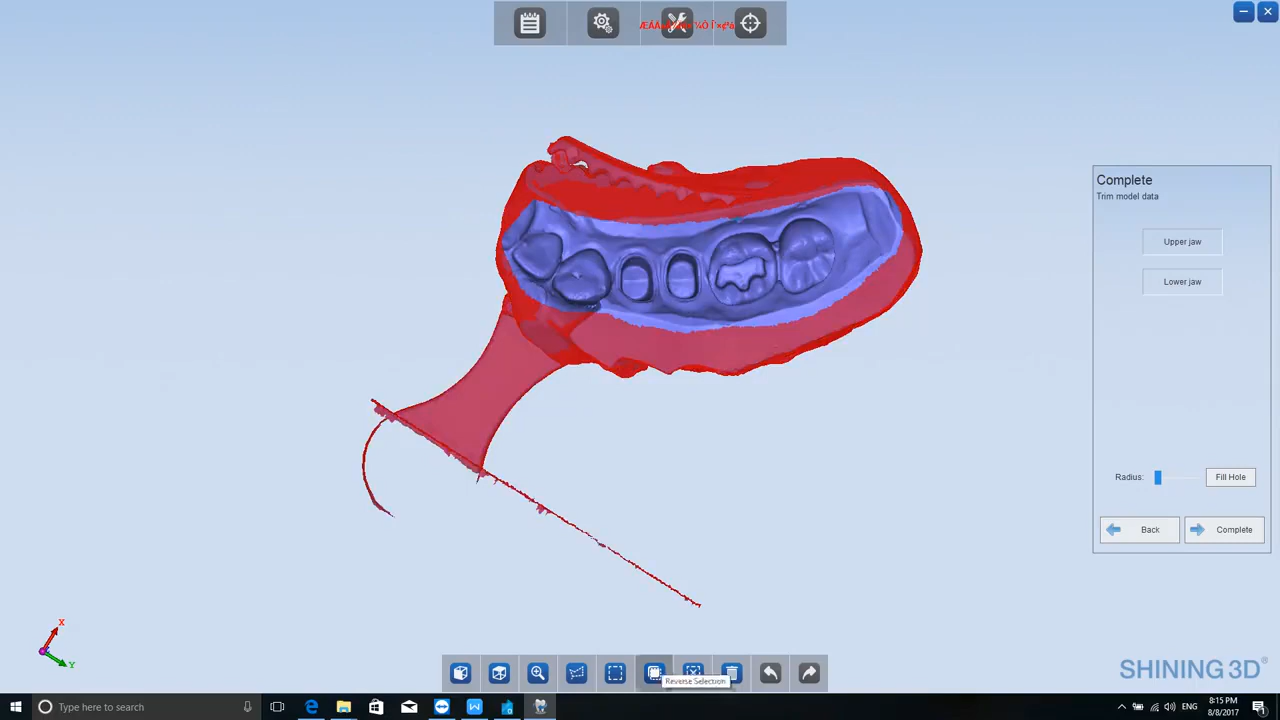 Complete
Trim model data
Upper jaw
Lower jaw
Radius:
Fill Hole
Back
Complete
X
Y
Reverse Selection
SHINING 3D®
Type here to search
ENG
8:15 PM
8/8/2017